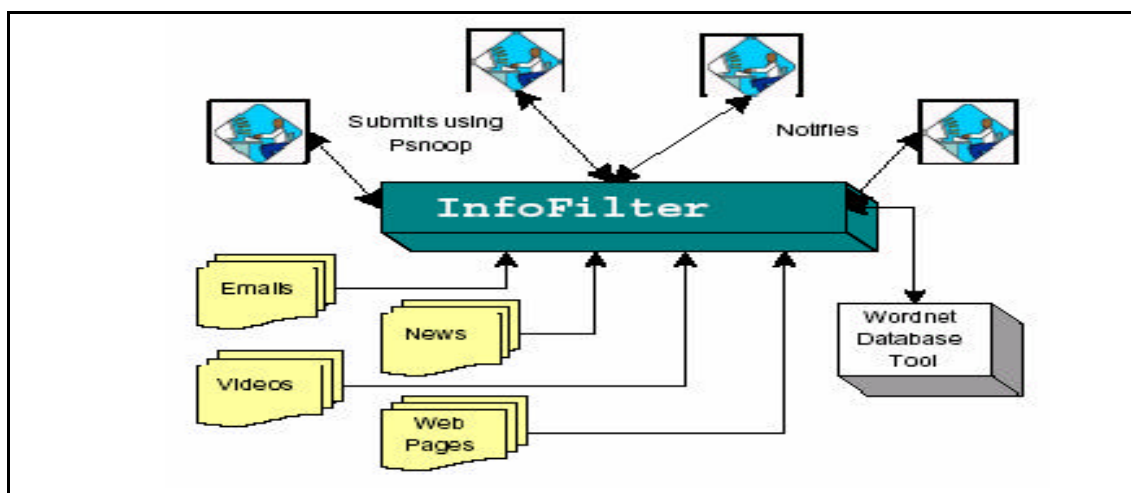 Submits using
Psnoop
Notifies
InfoFilter
Emails
News
Videos
Web
Pages
Wordnet
Database
Tool